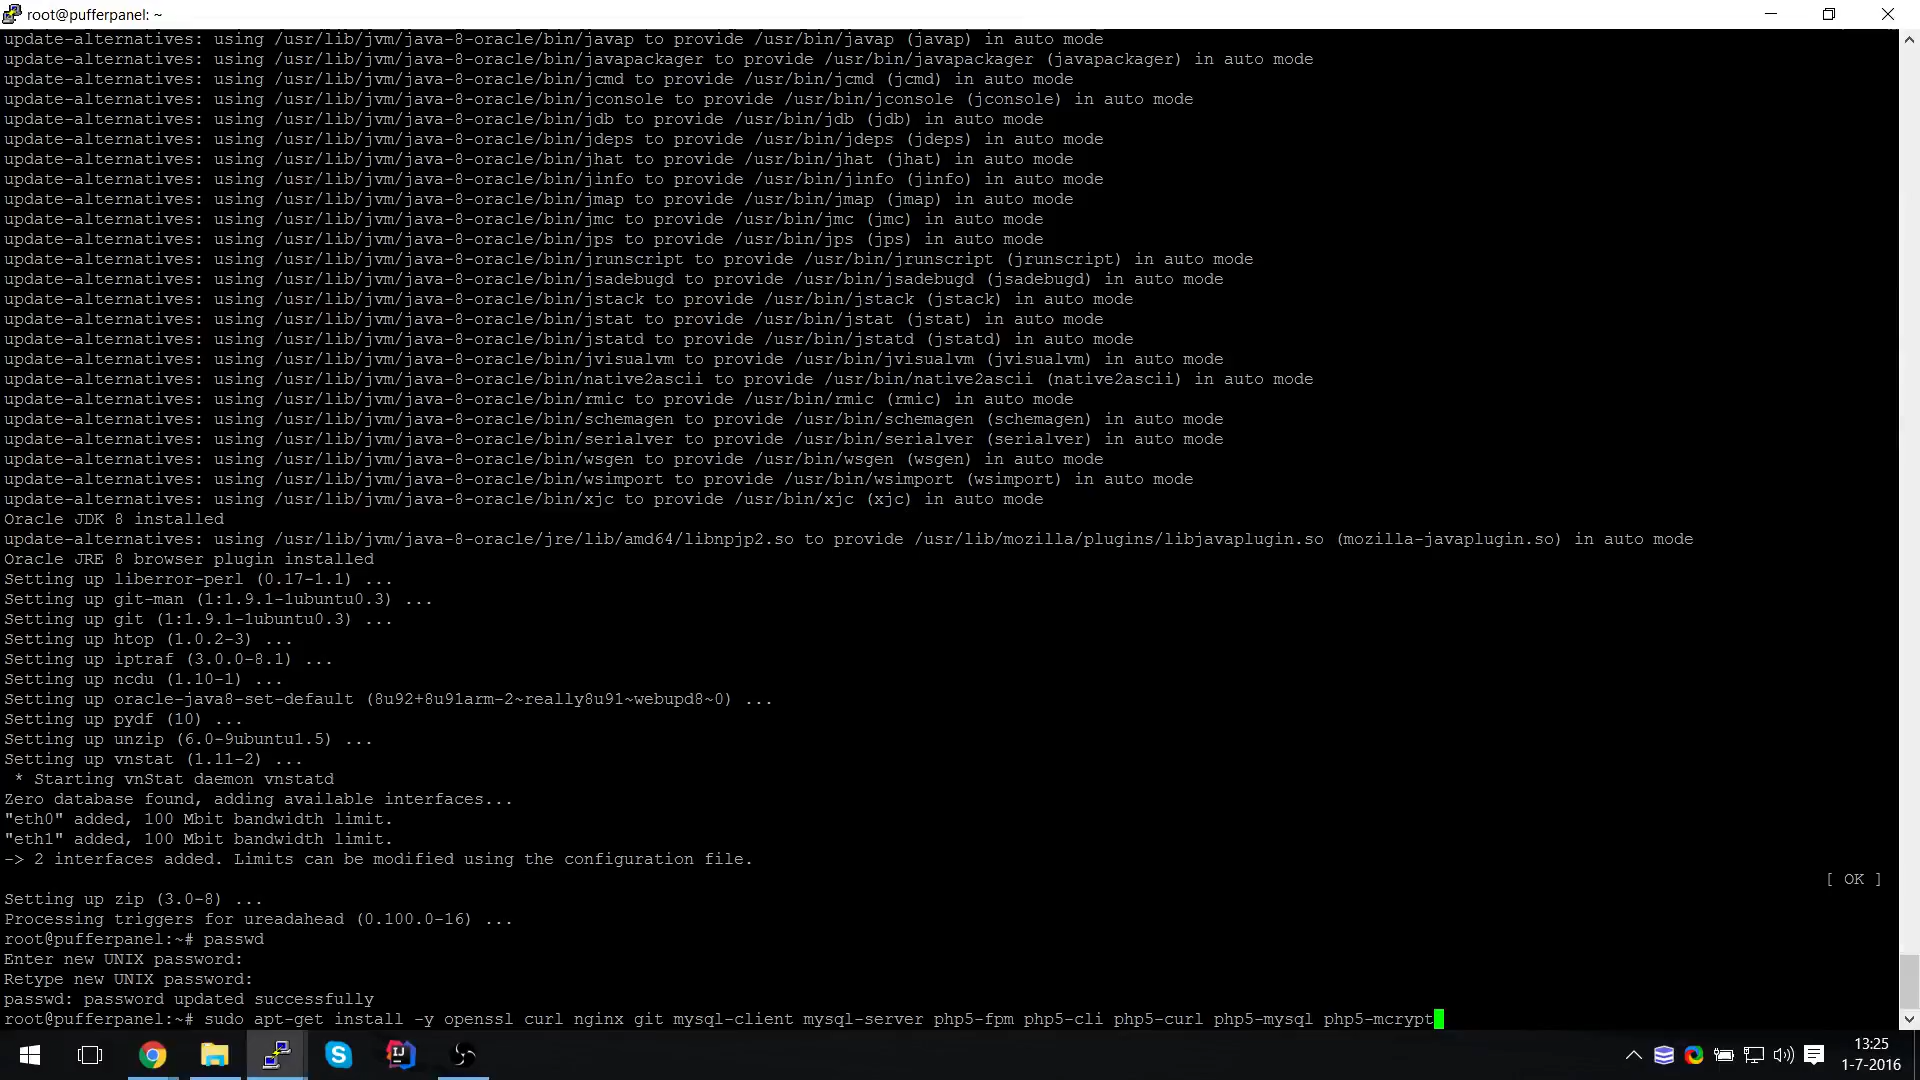 root@pufferpanel: ~
update-alternatives: using /usr/lib/jvm/java-8-oracle/bin/javap to provide /usr/bin/javap (javap) in auto mode
update-alternatives: using /usr/lib/jvm/java-8-oracle/bin/javapackager to provide /usr/bin/javapackager (javapackager) in auto mode
update-alternatives: using /usr/lib/jvm/java-8-oracle/bin/jcmd to provide /usr/bin/jcmd (jcmd) in auto mode
update-alternatives: using /usr/lib/jvm/java-8-oracle/bin/jconsole to provide /usr/bin/jconsole (jconsole) in auto mode
update-alternatives: using /usr/lib/jvm/java-8-oracle/bin/jdb to provide /usr/bin/jdb (jdb) in auto mode
update-alternatives: using /usr/lib/jvm/java-8-oracle/bin/jdeps to provide /usr/bin/jdeps (jdeps) in auto mode
update-alternatives: using /usr/lib/jvm/java-8-oracle/bin/jhat to provide /usr/bin/jhat (jhat) in auto mode
update-alternatives: using /usr/lib/jvm/java-8-oracle/bin/jinfo to provide /usr/bin/jinfo (jinfo) in auto mode
update-alternatives: using /usr/lib/jvm/java-8-oracle/bin/jmap to provide /usr/bin/jmap (jmap) in auto mode
update-alternatives: using /usr/lib/jvm/java-8-oracle/bin/jmc to provide /usr/bin/jmc (jmc) in auto mode
update-alternatives: using /usr/lib/jvm/java-8-oracle/bin/jps to provide /usr/bin/jps (jps) in auto mode
update-alternatives: using /usr/lib/jvm/java-8-oracle/bin/jrunscript to provide /usr/bin/jrunscript (jrunscript) in auto mode
update-alternatives: using /usr/lib/jvm/java-8-oracle/bin/jsadebugd to provide /usr/bin/jsadebugd (jsadebugd) in auto mode
update-alternatives: using /usr/lib/jvm/java-8-oracle/bin/jstack to provide /usr/bin/jstack (jstack) in auto mode
update-alternatives: using /usr/lib/jvm/java-8-oracle/bin/jstat to provide /usr/bin/jstat (jstat) in auto mode
update-alternatives: using /usr/lib/jvm/java-8-oracle/bin/jstatd to provide /usr/bin/jstatd (jstatd) in auto mode
update-alternatives: using /usr/lib/jvm/java-8-oracle/bin/jvisualvm to provide /usr/bin/jvisualvm (jvisualvm) in auto mode
update-alternatives: using /usr/lib/jvm/java-8-oracle/bin/native2ascii to provide /usr/bin/native2ascii (native2ascii) in auto mode
update-alternatives: using /usr/lib/jvm/java-8-oracle/bin/rmic to provide /usr/bin/rmic (rmic) in auto mode
update-alternatives: using /usr/lib/jvm/java-8-oracle/bin/schemagen to provide /usr/bin/schemagen (schemagen) in auto mode
update-alternatives: using /usr/lib/jvm/java-8-oracle/bin/serialver to provide /usr/bin/serialver (serialver) in auto mode
update-alternatives: using /usr/lib/jvm/java-8-oracle/bin/wsgen to provide /usr/bin/wsgen (wsgen) in auto mode
update-alternatives: using /usr/lib/jvm/java-8-oracle/bin/wsimport to provide /usr/bin/wsimport (wsimport) in auto mode
update-alternatives: using /usr/lib/jvm/java-8-oracle/bin/xjc to provide /usr/bin/xjc (xjc) in auto mode
Oracle JDK 8 installed
update-alternatives: using /usr/lib/jvm/java-8-oracle/jre/lib/amd64/libnpjp2.so to provide /usr/lib/mozilla/plugins/libjavaplugin.so (mozilla-javaplugin.so) in auto mode
Oracle JRE 8 browser plugin installed
Setting up liberror-perl (0.17-1.1) ...
Setting up git-man (1:1.9.1-1ubuntu0.3) ...
Setting up git (1:1.9.1-1ubuntu0.3) ...
Setting up htop (1.0.2-3) ...
Setting up iptraf (3.0.0-8.1) ...
Setting up ncdu (1.10-1) ...
Setting up oracle-java8-set-default (8u92+8u91arm-2~really8u91~webupd8~0) ...
Setting up pydf (10) ...
Setting up unzip (6.0-9ubuntu1.5) ...
Setting up vnstat (1.11-2) ...
 * Starting vnStat daemon vnstatd
Zero database found, adding available interfaces...
"eth0" added, 100 Mbit bandwidth limit.
"eth1" added, 100 Mbit bandwidth limit.
-> 2 interfaces added. Limits can be modified using the configuration file.
[ OK ]
Setting up zip (3.0-8) ...
Processing triggers for ureadahead (0.100.0-16) ...
root@pufferpanel:~# passwd
Enter new UNIX password:
Retype new UNIX password:
passwd: password updated successfully
root@pufferpanel:~# sudo apt-get install -y openssl curl nginx git mysql-client mysql-server php5-fpm php5-cli php5-curl php5-mysql php5-mcrypt
13:25
1-7-2016